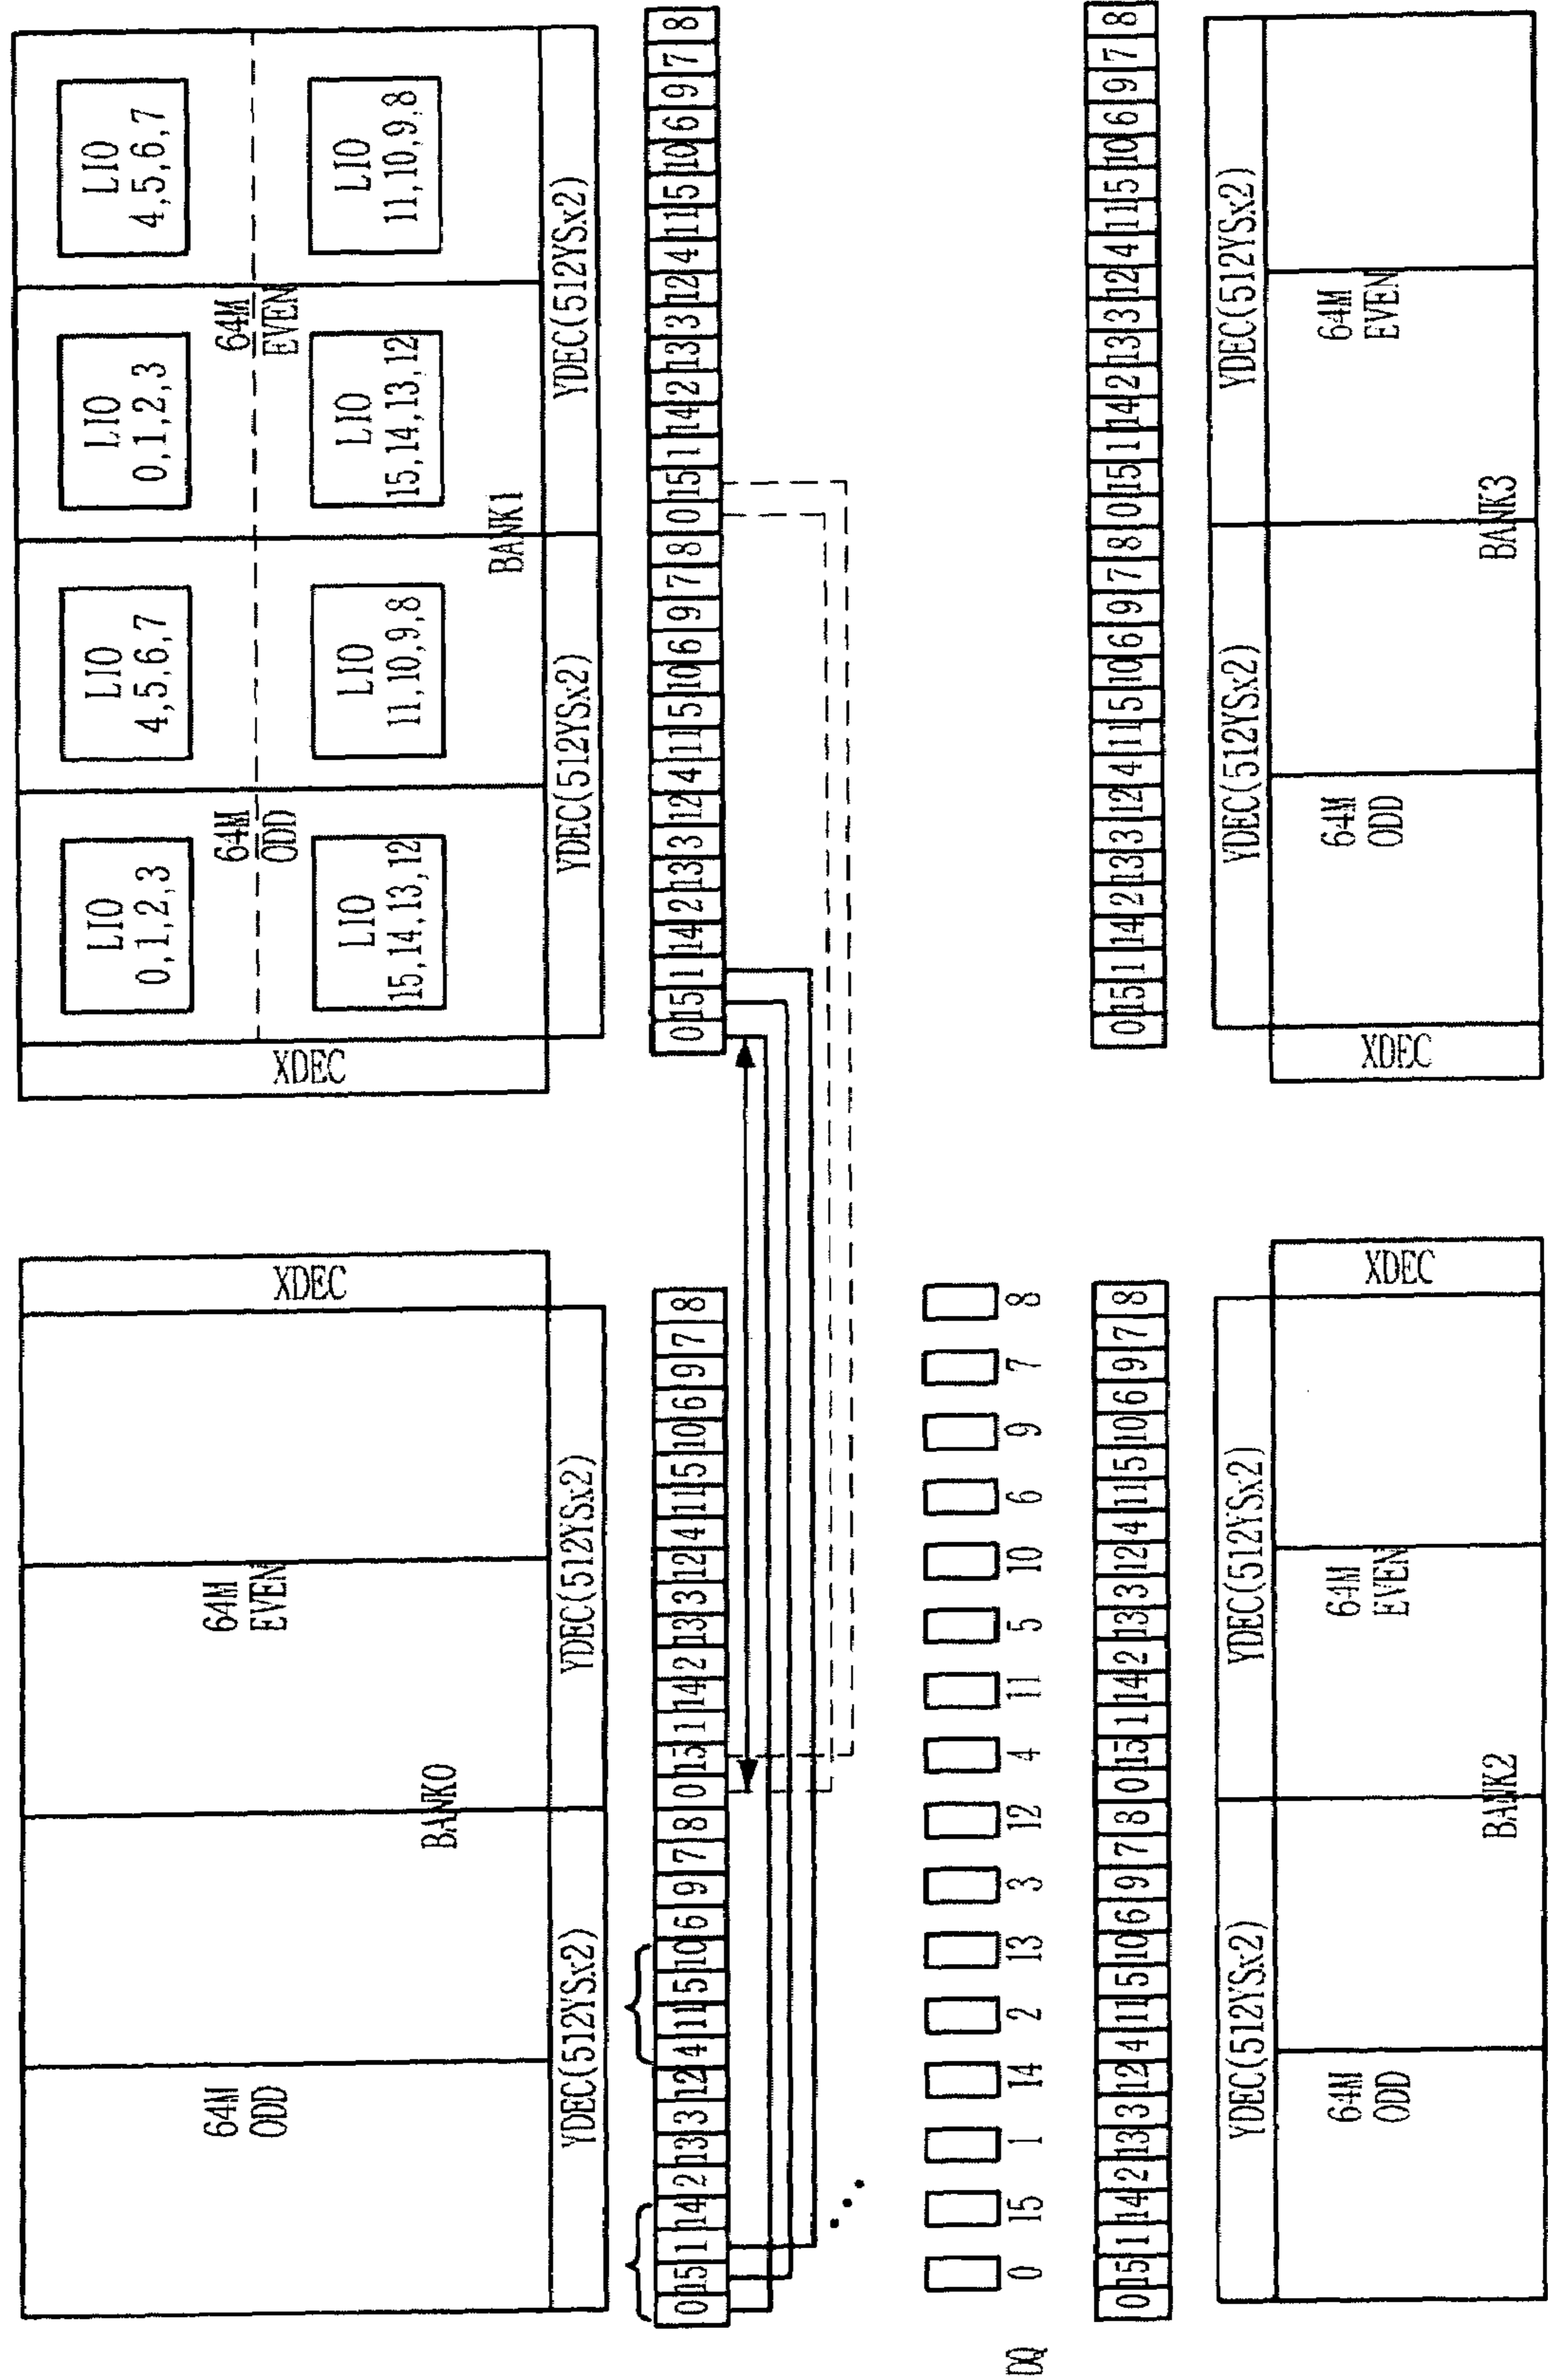 64M
ODD
64M
EVEN
XDEC
BANK0
YDEC(512YSx2)
YDEC(512YSx2)
XDEC
LIO
0,1,2,3
LIO
4,5,6,7
LIO
0,1,2,3
LIO
4,5,6,7
64M
ODD
64M
EVEN
LIO
15,14,13,12
LIO
11,10,9,8
LIO
15,14,13,12
LIO
11,10,9,8
BANK1
YDEC(512YSx2)
YDEC(512YSx2)
0 15 1 14 2 13 3 12 4 11 5 10 6 9 7 8 0 15 1 14 2 13 3 12 4 11 5 10 6 9 7 8
0 15 1 14 2 13 3 12 4 11 5 10 6 9 7 8 0 15 1 14 2 13 3 12 4 11 5 10 6 9 7 8
DQ 0 15 1 14 2 13 3 12 4 11 5 10 6 9 7 8
0 15 1 14 2 13 3 12 4 11 5 10 6 9 7 8 0 15 1 14 2 13 3 12 4 11 5 10 6 9 7 8
0 15 1 14 2 13 3 12 4 11 5 10 6 9 7 8 0 15 1 14 2 13 3 12 4 11 5 10 6 9 7 8
YDEC(512YSx2)
YDEC(512YSx2)
64M
ODD
64M
EVEN
XDEC
BANK2
YDEC(512YSx2)
YDEC(512YSx2)
XDEC
64M
ODD
64M
EVEN
BANK3